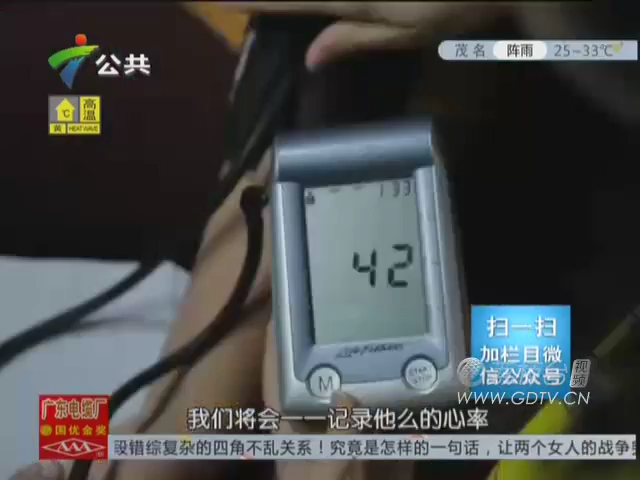 公共
茂名 阵雨 25~33℃
℃ 高温
黄 HEAT WAVE
193
42
M
START
STOP
扫一扫
加栏目微
信公众号
视频
WWW.GDTV.CN
我们将会一一记录他么的心率
广东电缆厂
国优金奖
综复杂的四角不乱关系！究竟是怎样的一句话，让两个女人的战争